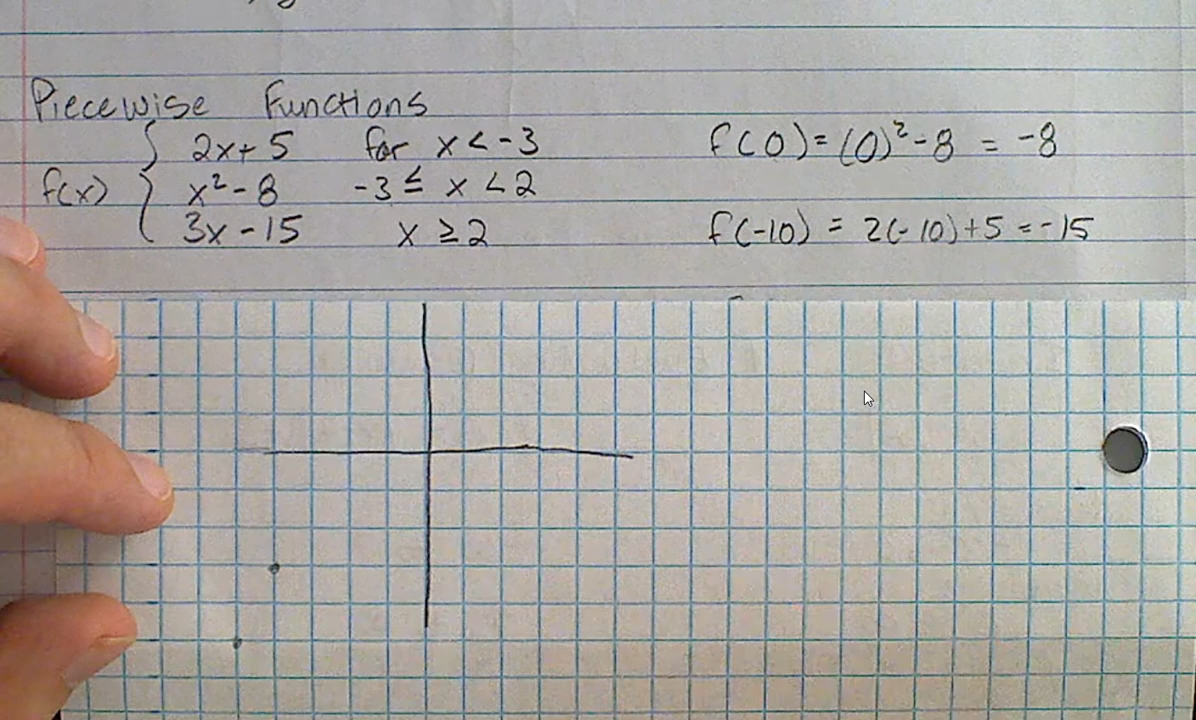 Piecewise Functions
2x+5 for x < -3
f(x) { x² - 8 -3 ≤ x < 2
3x - 15 x ≥ 2
f(0) = (0)² - 8 = -8
f(-10) = 2(-10)+5 = -15